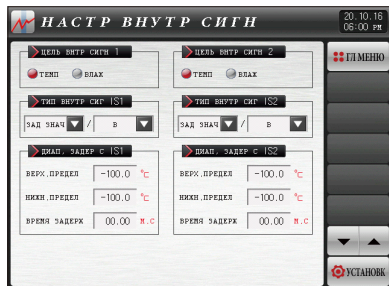 НАСТР ВНУТР СИГН
20.10.16
06:00 PM
ЦЕЛЬ ВНТР СИГН 1
ЦЕЛЬ ВНТР СИГН 2
ТЕМП ВЛАЖ
ТЕМП ВЛАЖ
ГЛ МЕНЮ
ТИП ВНУТР СИГ IS1
ТИП ВНУТР СИГ IS2
ЗАД ЗНАЧ / В
ЗАД ЗНАЧ / В
ДИАП, ЗАДЕР С IS1
ДИАП, ЗАДЕР С IS2
ВЕРХ.ПРЕДЕЛ -100.0 °C
ВЕРХ.ПРЕДЕЛ -100.0 °C
НИЖН.ПРЕДЕЛ -100.0 °C
НИЖН.ПРЕДЕЛ -100.0 °C
ВРЕМЯ ЗАДЕРЖ 00.00 М.С
ВРЕМЯ ЗАДЕРЖ 00.00 М.С
УСТАНОВК